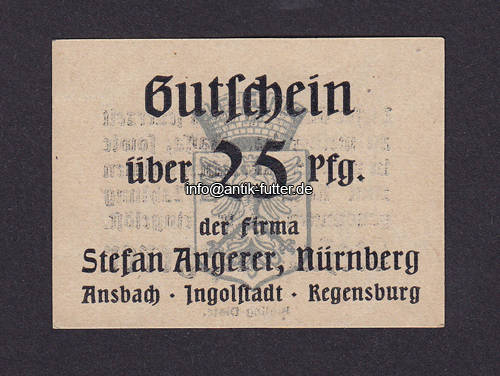 Gutschein
über 25 Pfg.
info@antik-futter.de
der Firma
Stefan Angerer, Nürnberg
Ansbach · Ingolstadt · Regensburg